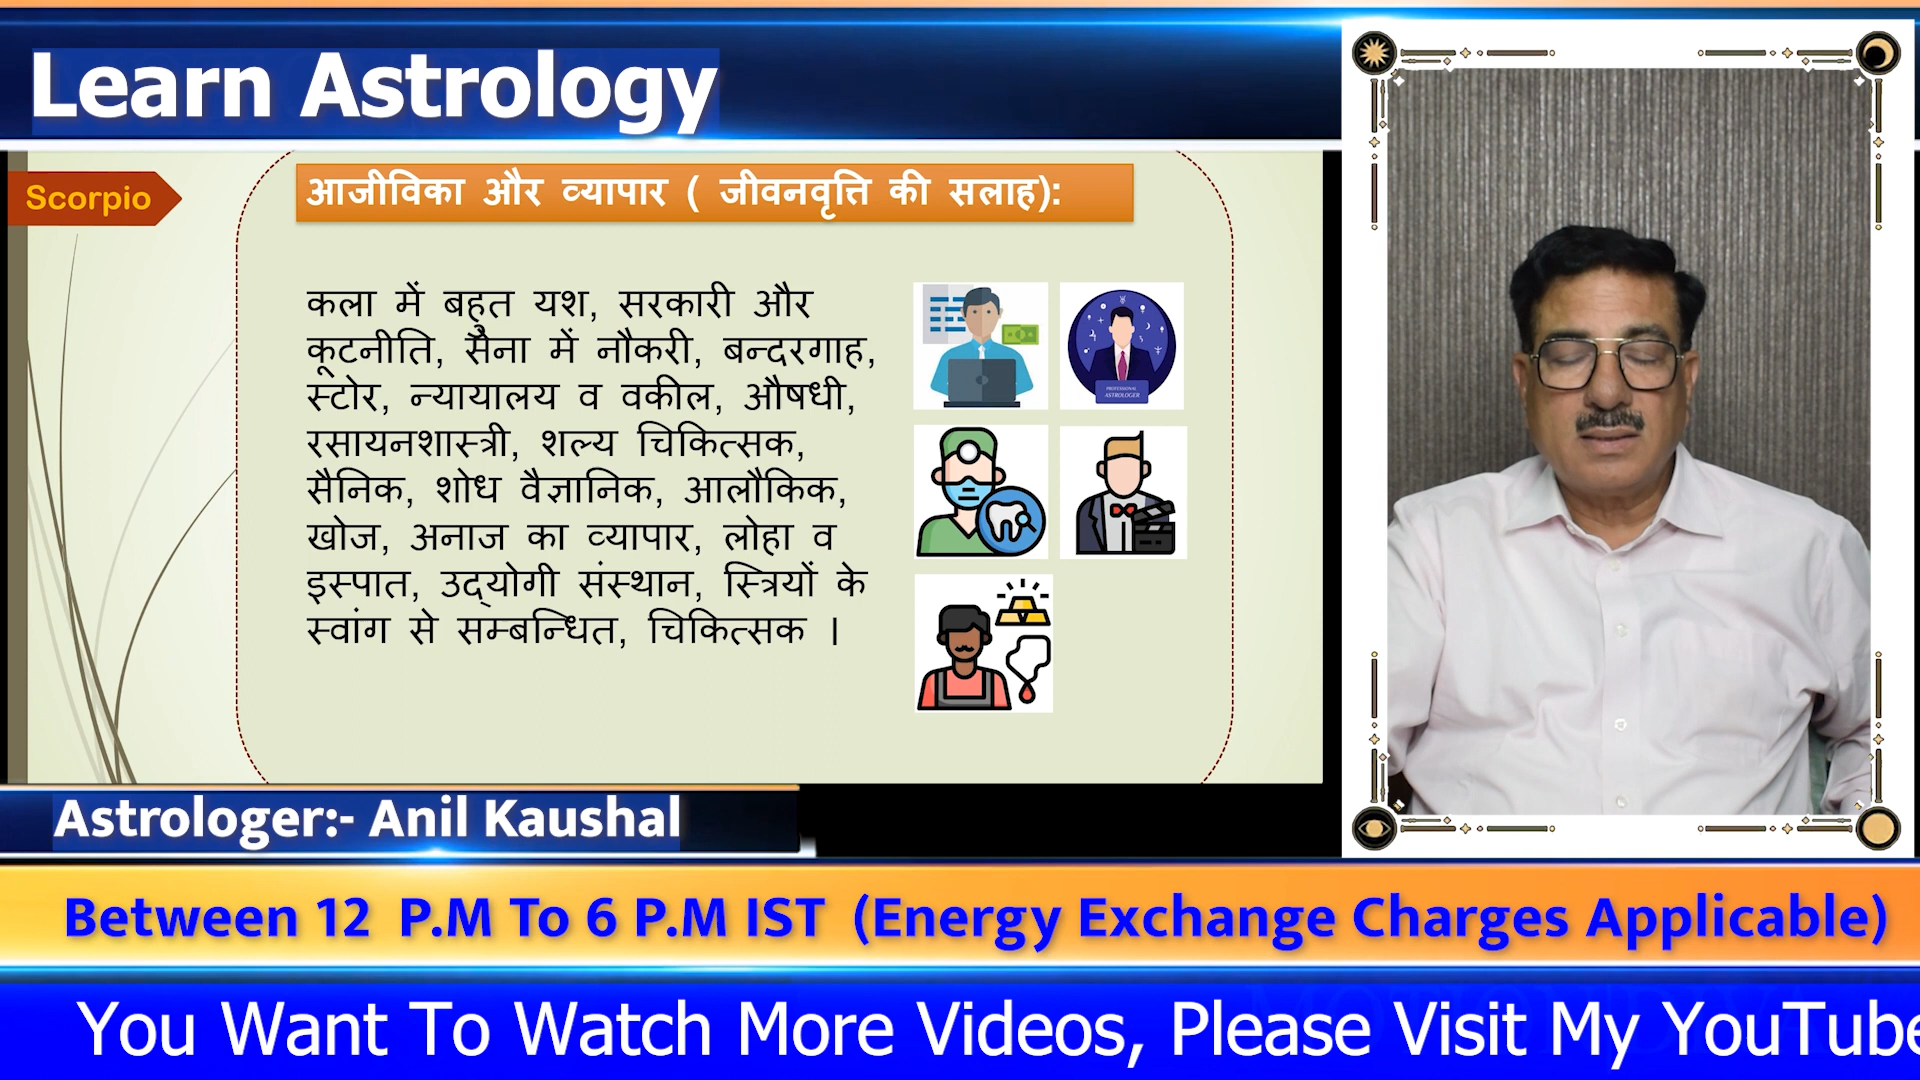 Learn Astrology
Scorpio
आजीविका और व्यापार ( जीवनवृत्ति की सलाह):
कला में बहुत यश, सरकारी और
कूटनीति, सैना में नौकरी, बन्दरगाह,
स्टोर, न्यायालय व वकील, औषधी,
रसायनशास्त्री, शल्य चिकित्सक,
सैनिक, शोध वैज्ञानिक, आलौकिक,
खोज, अनाज का व्यापार, लोहा व
इस्पात, उद्योगी संस्थान, स्त्रियों के
स्वांग से सम्बन्धित, चिकित्सक ।
PROFESSIONAL
ASTROLOGER
Astrologer:- Anil Kaushal
Between 12 P.M To 6 P.M IST (Energy Exchange Charges Applicable)
You Want To Watch More Videos, Please Visit My YouTube